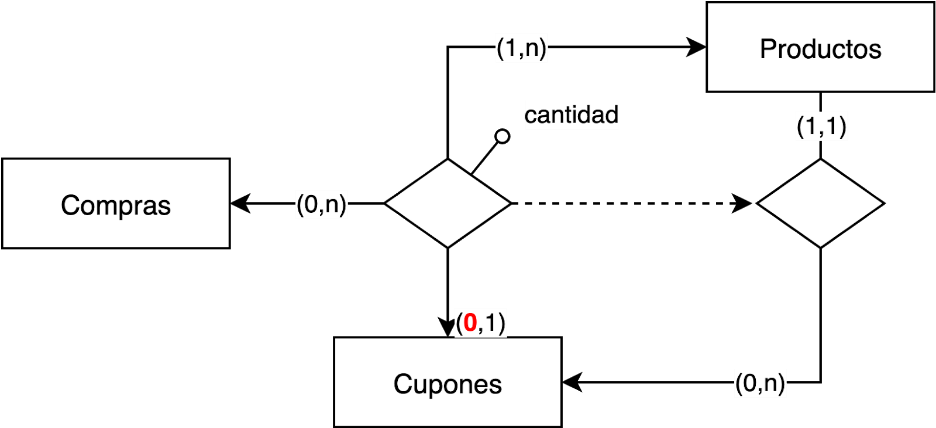 Productos
(1,n)
cantidad
(1,1)
Compras
(0,n)
(0,1)
Cupones
(0,n)